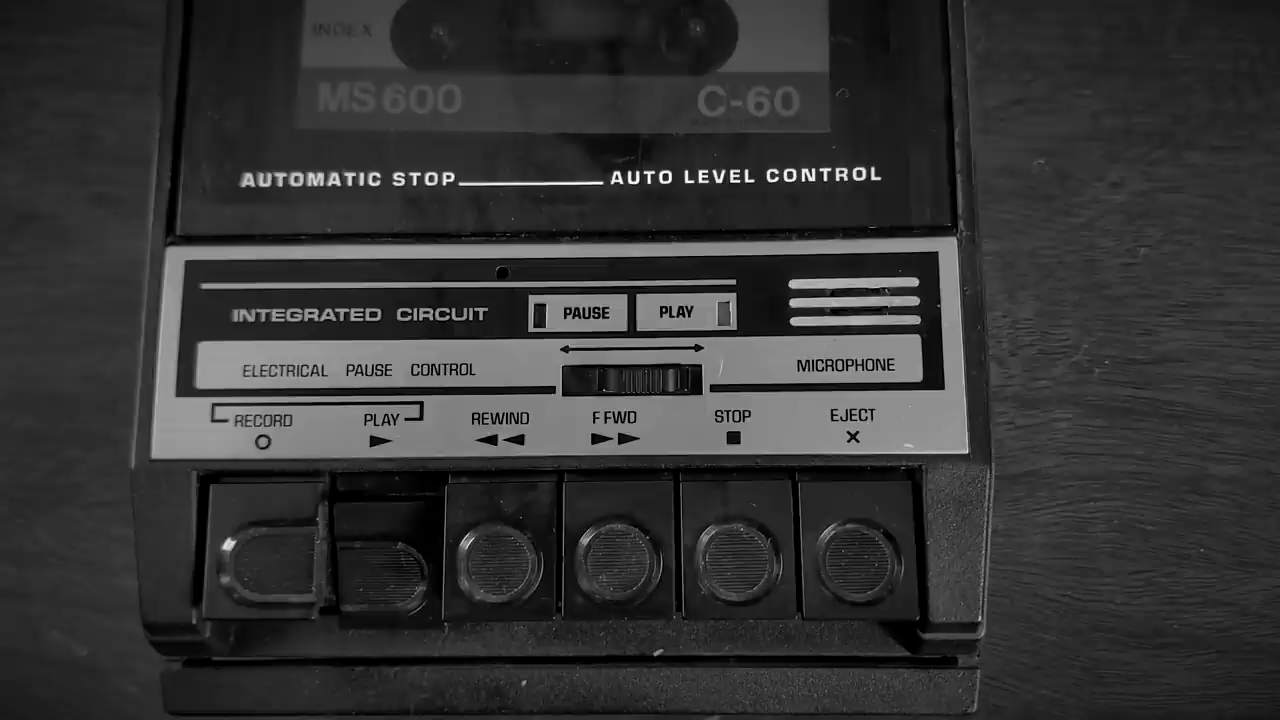 INDEX
MS600 C-60
AUTOMATIC STOP AUTO LEVEL CONTROL
INTEGRATED CIRCUIT PAUSE PLAY
ELECTRICAL PAUSE CONTROL MICROPHONE
RECORD PLAY REWIND F FWD STOP EJECT